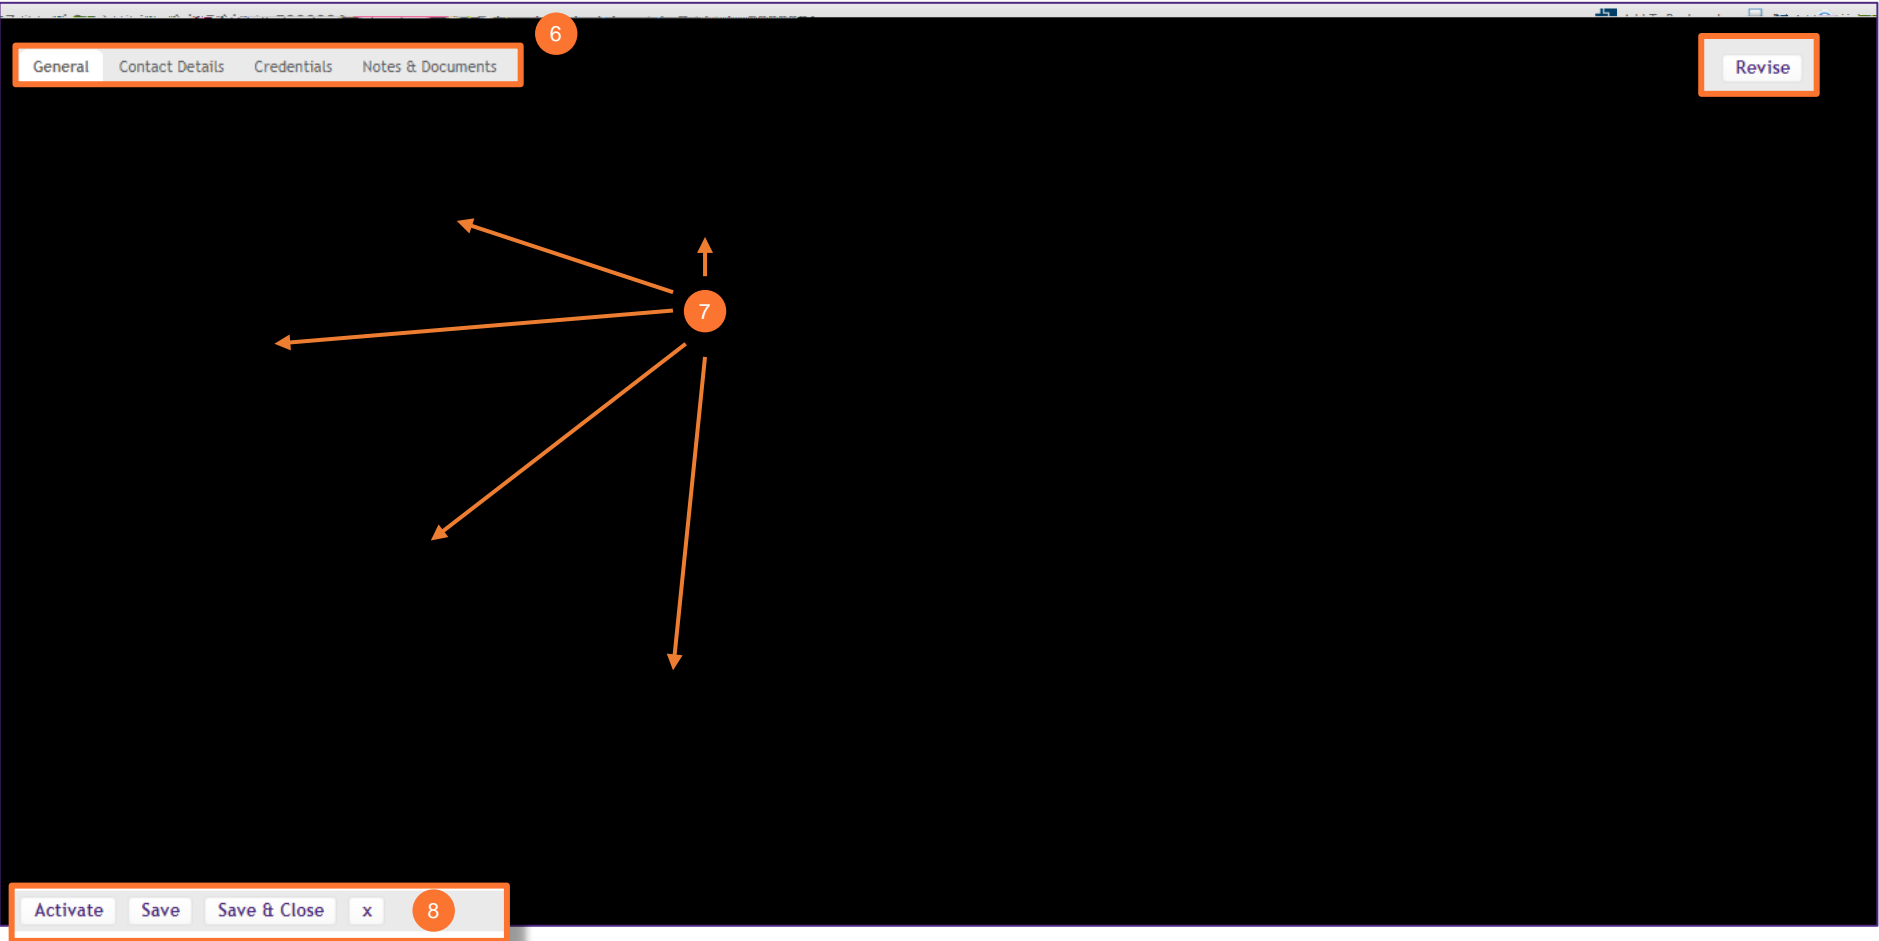 6
General Contact Details Credentials Notes & Documents
Revise
7
Activate Save Save & Close x 8